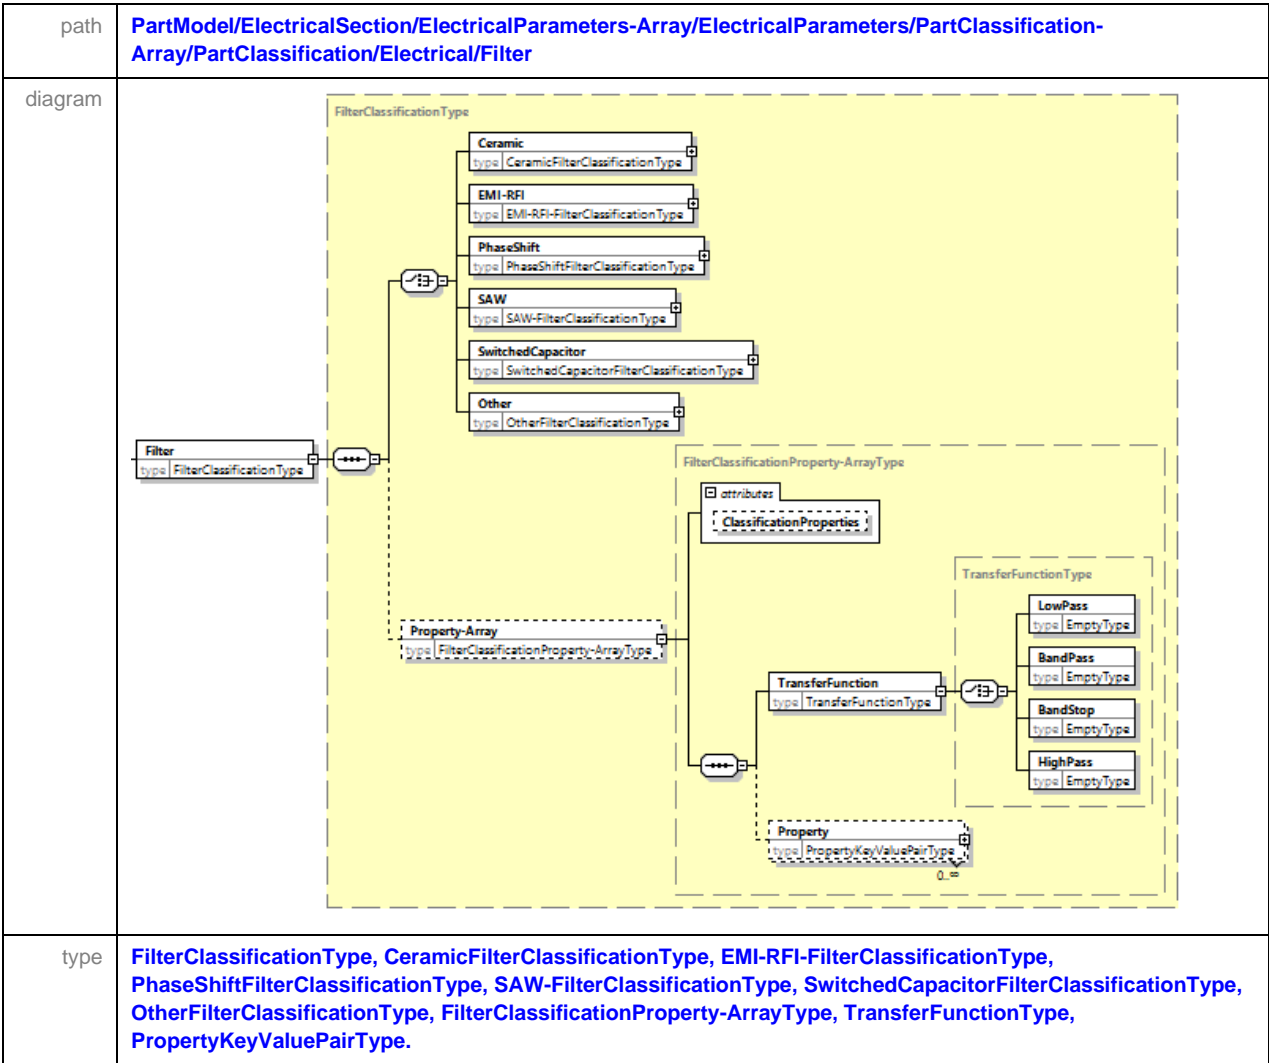 path
PartModel/ElectricalSection/ElectricalParameters-Array/ElectricalParameters/PartClassification-
Array/PartClassification/Electrical/Filter
diagram
FilterClassificationType
Ceramic
type CeramicFilterClassificationType
EMI-RFI
type EMI-RFI-FilterClassificationType
PhaseShift
type PhaseShiftFilterClassificationType
SAW
type SAW-FilterClassificationType
SwitchedCapacitor
type SwitchedCapacitorFilterClassificationType
Other
type OtherFilterClassificationType
Filter
type FilterClassificationType
FilterClassificationProperty-ArrayType
attributes
ClassificationProperties
Property-Array
type FilterClassificationProperty-ArrayType
TransferFunctionType
LowPass
type EmptyType
BandPass
type EmptyType
TransferFunction
type TransferFunctionType
BandStop
type EmptyType
HighPass
type EmptyType
Property
type PropertyKeyValuePairType
0..∞
type
FilterClassificationType, CeramicFilterClassificationType, EMI-RFI-FilterClassificationType,
PhaseShiftFilterClassificationType, SAW-FilterClassificationType, SwitchedCapacitorFilterClassificationType,
OtherFilterClassificationType, FilterClassificationProperty-ArrayType, TransferFunctionType,
PropertyKeyValuePairType.